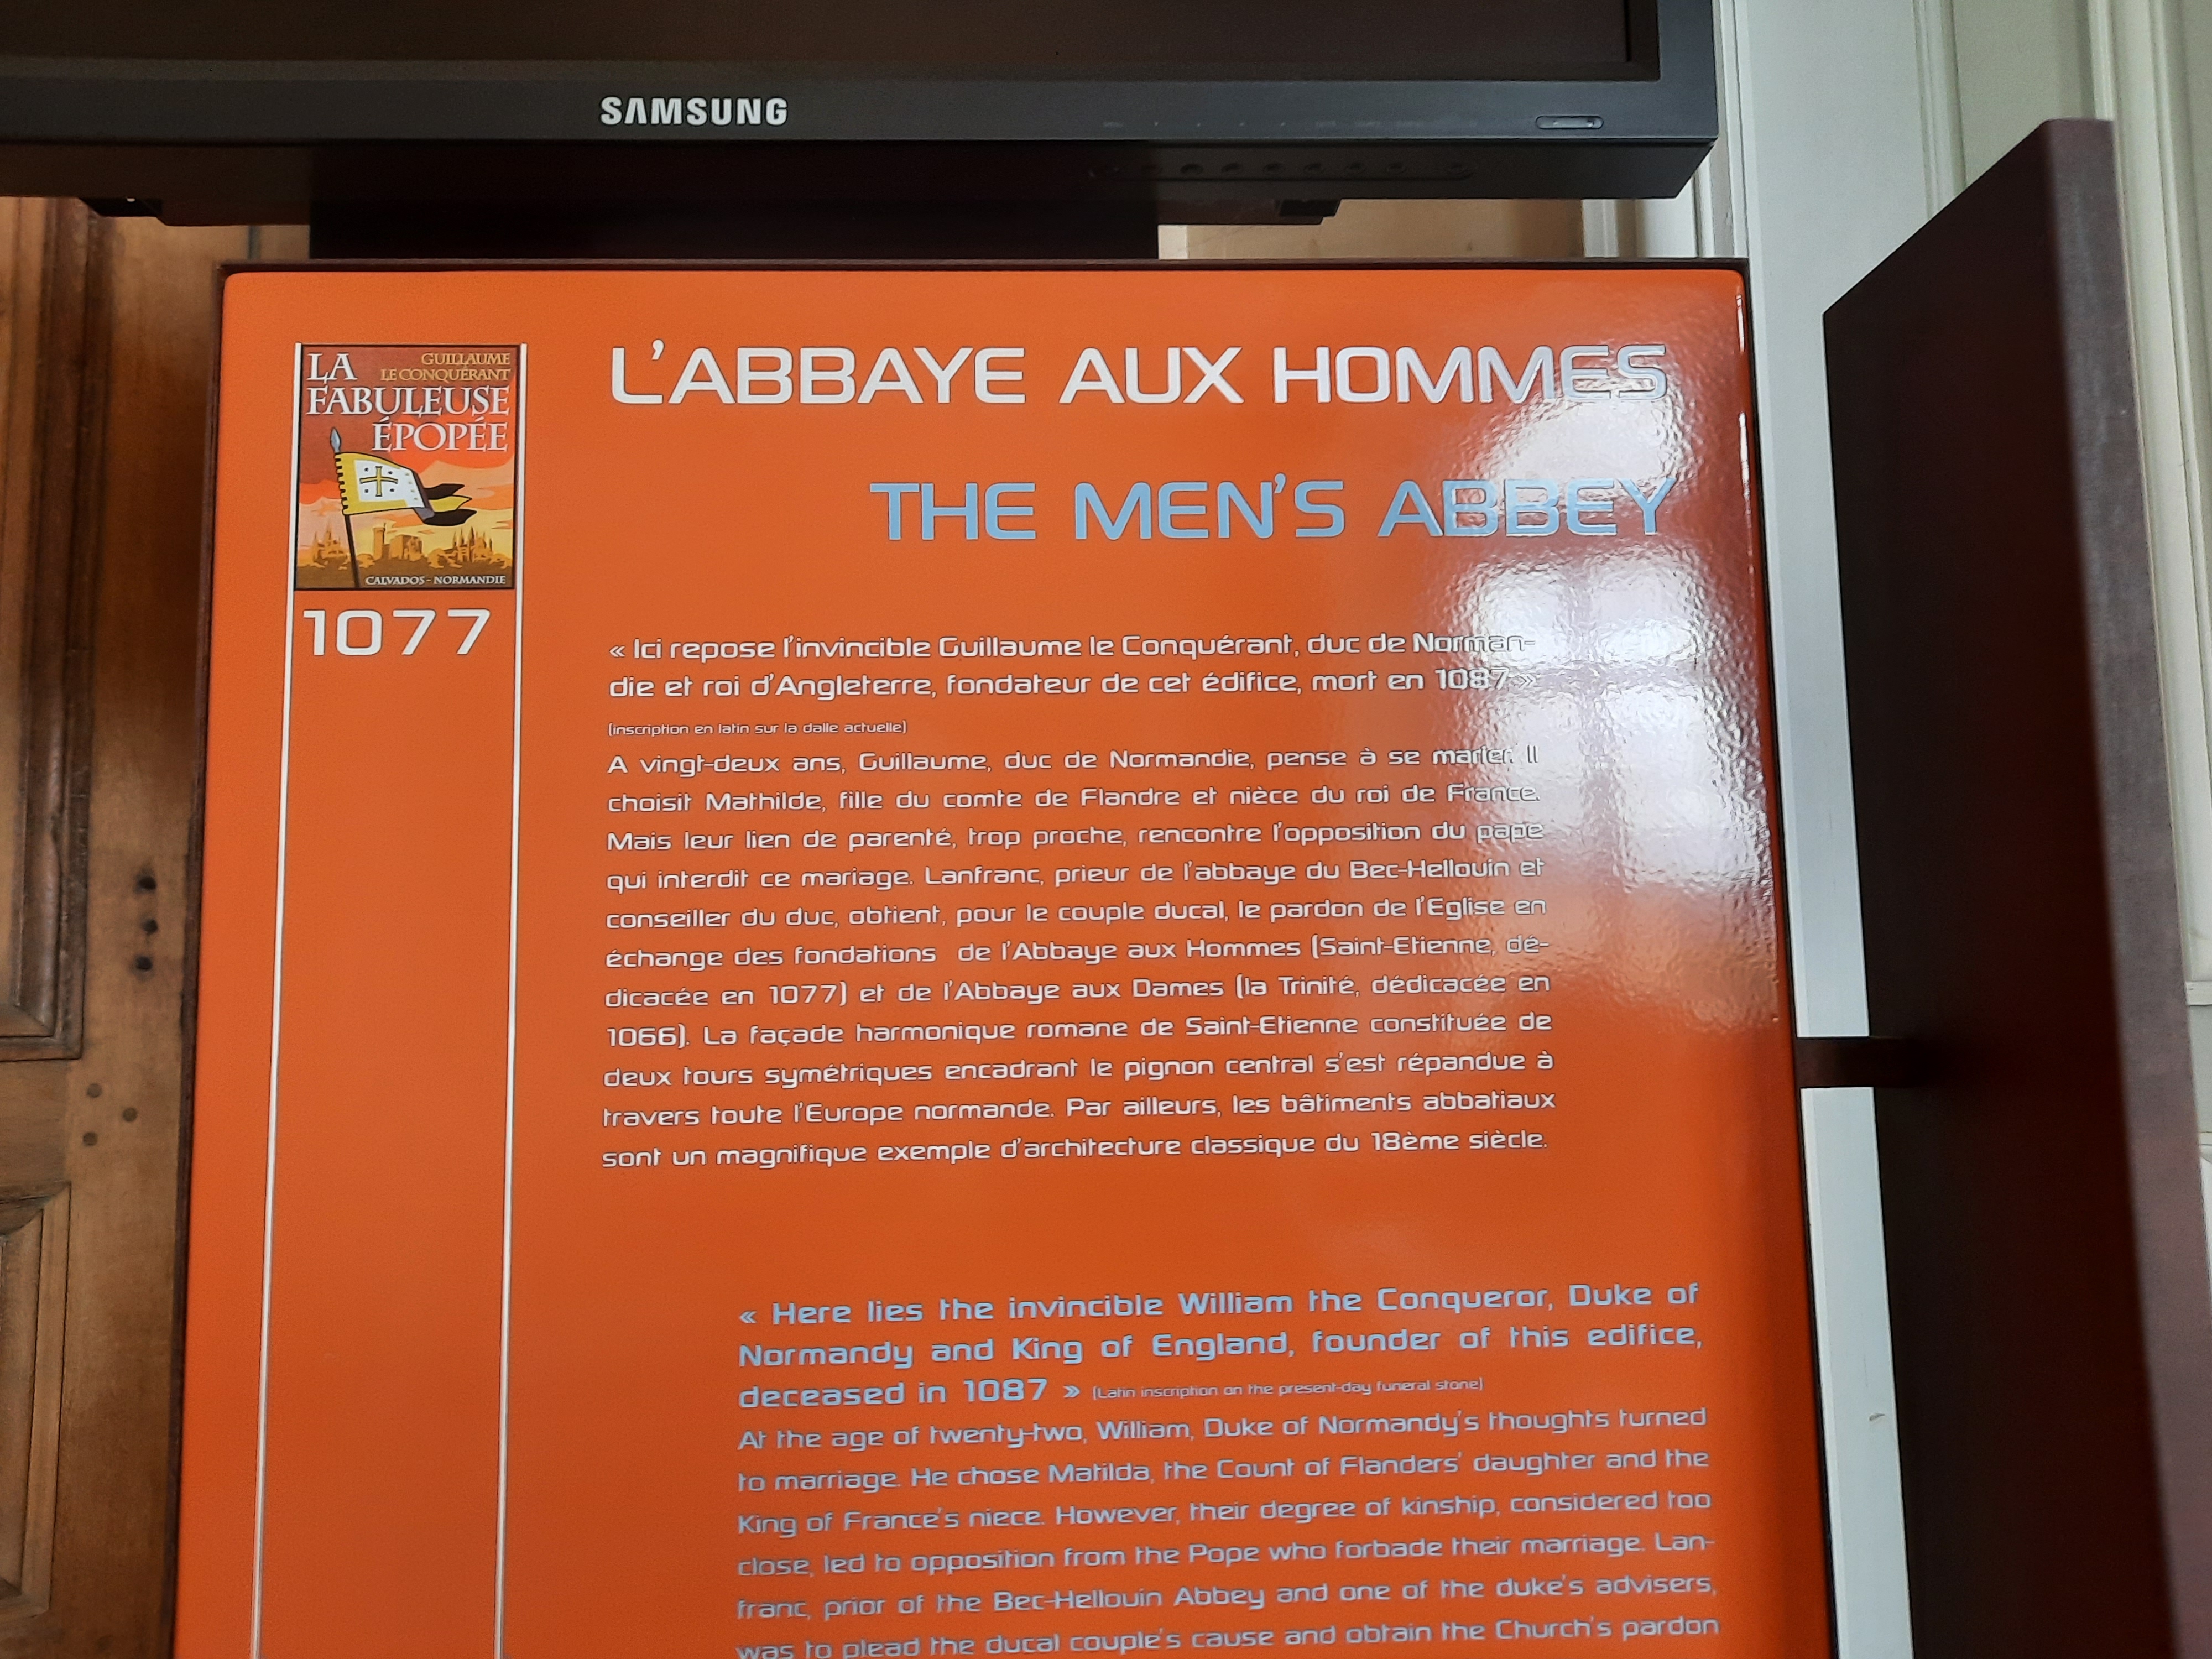 SAMSUNG
LA
GUILLAUME
LE CONQUÉRANT
FABULEUSE
ÉPOPÉE
CALVADOS - NORMANDIE
1077
L'ABBAYE AUX HOMMES
THE MEN'S ABBEY
« Ici repose l'invincible Guillaume le Conquérant, duc de Norman-
die et roi d'Angleterre, fondateur de cet édifice, mort en 1087 »
(inscription en latin sur la dalle actuelle)
A vingt-deux ans, Guillaume, duc de Normandie, pense à se marier. Il
choisit Mathilde, fille du comte de Flandre et nièce du roi de France.
Mais leur lien de parenté, trop proche, rencontre l'opposition du pape
qui interdit ce mariage. Lanfranc, prieur de l'abbaye du Bec-Hellouin et
conseiller du duc, obtient, pour le couple ducal, le pardon de l'Eglise en
échange des fondations de l'Abbaye aux Hommes (Saint-Etienne, dé-
dicacée en 1077) et de l'Abbaye aux Dames (la Trinité, dédicacée en
1066). La façade harmonique romane de Saint-Etienne constituée de
deux tours symétriques encadrant le pignon central s'est répandue à
travers toute l'Europe normande. Par ailleurs, les bâtiments abbatiaux
sont un magnifique exemple d'architecture classique du 18ème siècle.
« Here lies the invincible William the Conqueror, Duke of
Normandy and King of England, founder of this edifice,
deceased in 1087 » (Latin inscription on the present-day funeral stone)
At the age of twenty-two, William, Duke of Normandy's thoughts turned
to marriage. He chose Matilda, the Count of Flanders' daughter and the
King of France's niece. However, their degree of kinship, considered too
close, led to opposition from the Pope who forbade their marriage. Lan-
franc, prior of the Bec-Hellouin Abbey and one of the duke's advisers,
was to plead the ducal couple's cause and obtain the Church's pardon